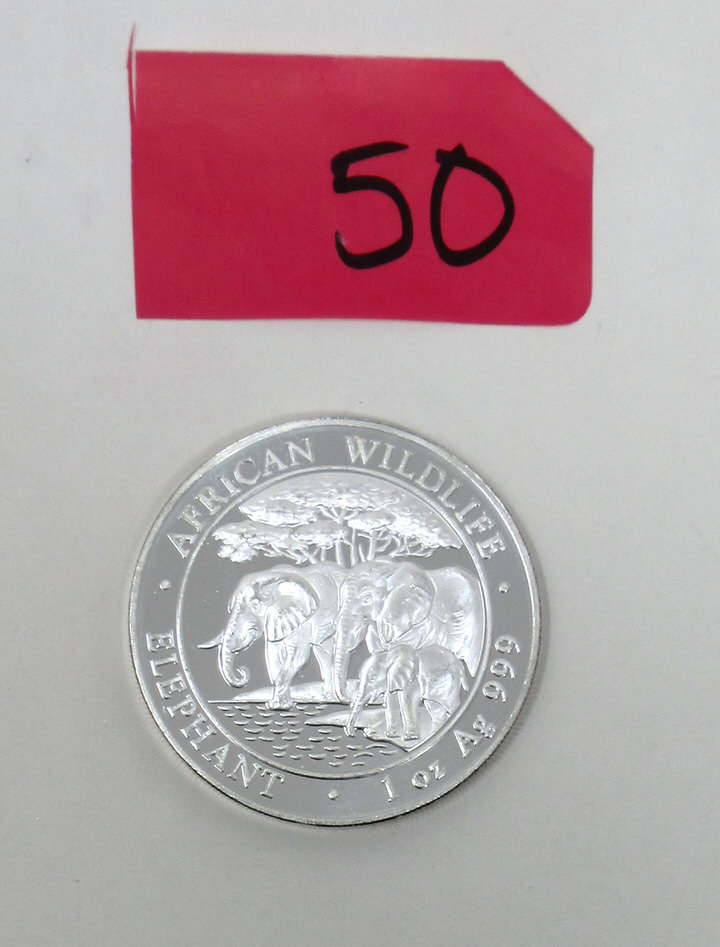 50
AFRICAN WILDLIFE
ELEPHANT • 1 oz Ag 999